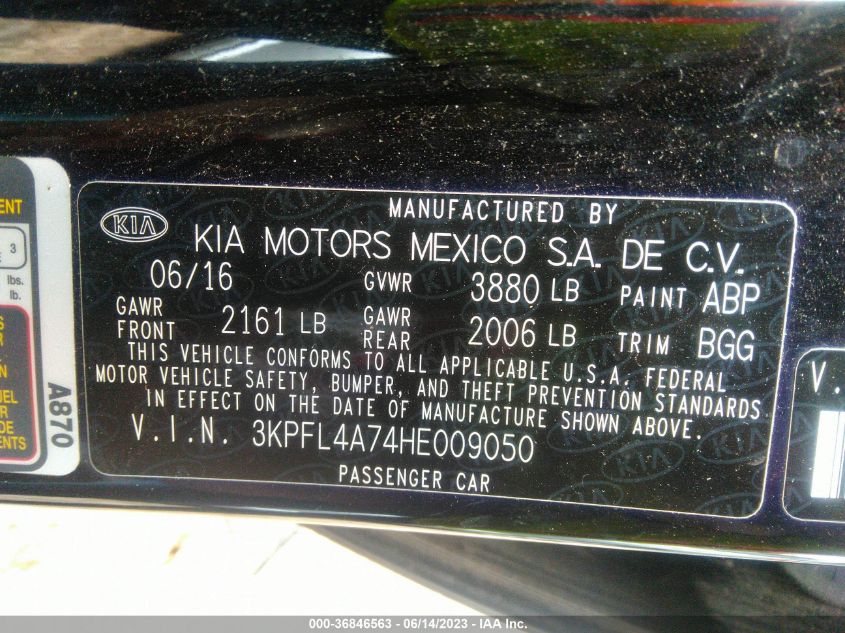 MANUFACTURED BY
KIA
KIA MOTORS MEXICO S.A. DE C.V.
06/16 GVWR 3880 LB PAINT ABP
GAWR FRONT 2161 LB GAWR REAR 2006 LB TRIM BGG
THIS VEHICLE CONFORMS TO ALL APPLICABLE U.S.A. FEDERAL
MOTOR VEHICLE SAFETY, BUMPER, AND THEFT PREVENTION STANDARDS
IN EFFECT ON THE DATE OF MANUFACTURE SHOWN ABOVE.
V.I.N. 3KPFL4A74HE009050
PASSENGER CAR
3
lbs.
lb.
A870
V.
000-36846563 - 06/14/2023 - IAA Inc.